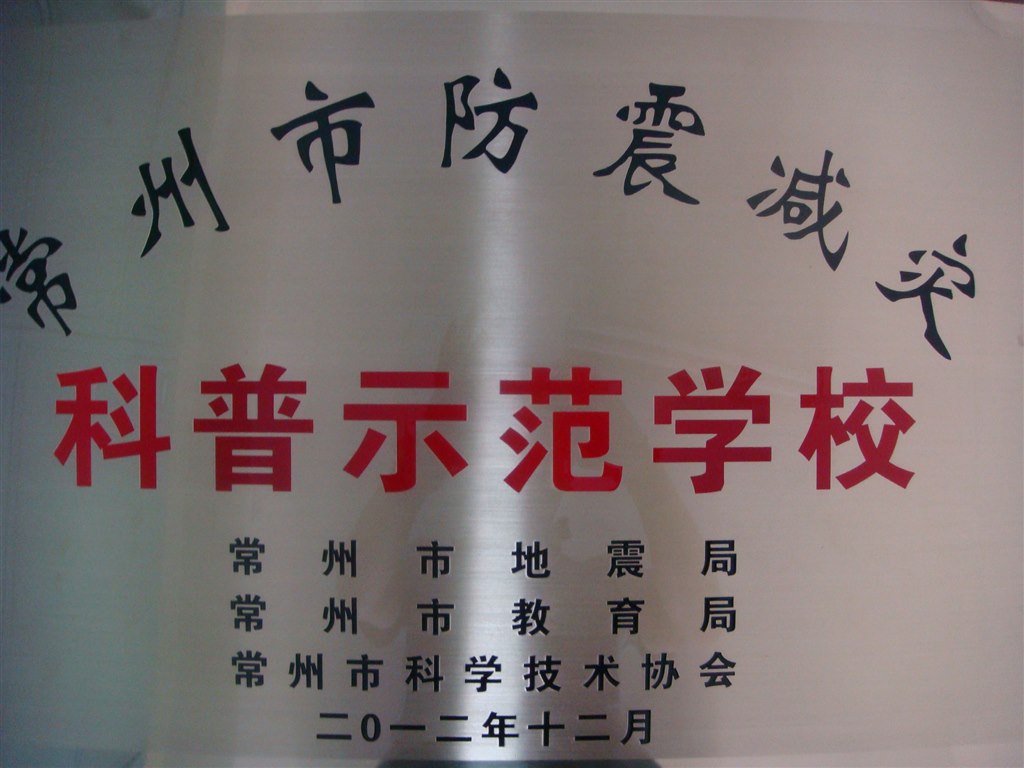 常州市防震减灾
科普示范学校
常州市地震局
常州市教育局
常州市科学技术协会
二0一二年十二月